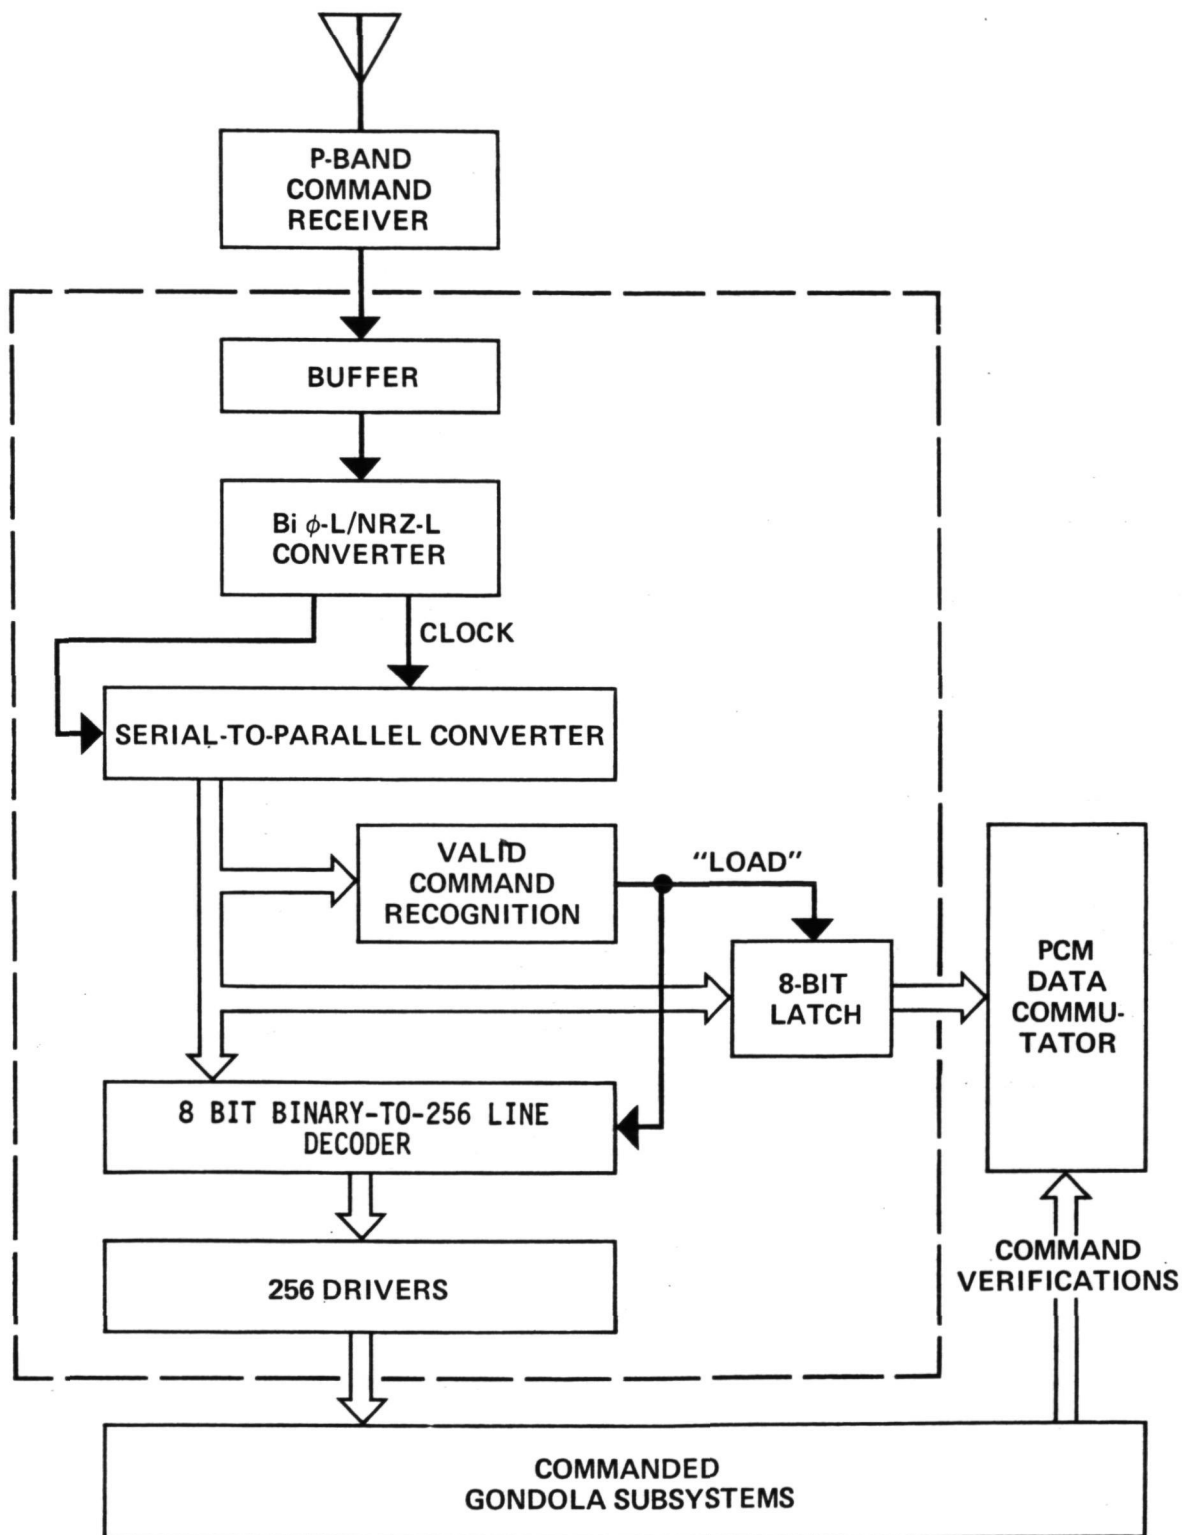 P-BAND
COMMAND
RECEIVER
BUFFER
Bi ϕ-L/NRZ-L
CONVERTER
CLOCK
SERIAL-TO-PARALLEL CONVERTER
VALID
COMMAND
RECOGNITION
“LOAD”
8-BIT
LATCH
PCM
DATA
COMMU-
TATOR
8 BIT BINARY-TO-256 LINE
DECODER
256 DRIVERS
COMMAND
VERIFICATIONS
COMMANDED
GONDOLA SUBSYSTEMS